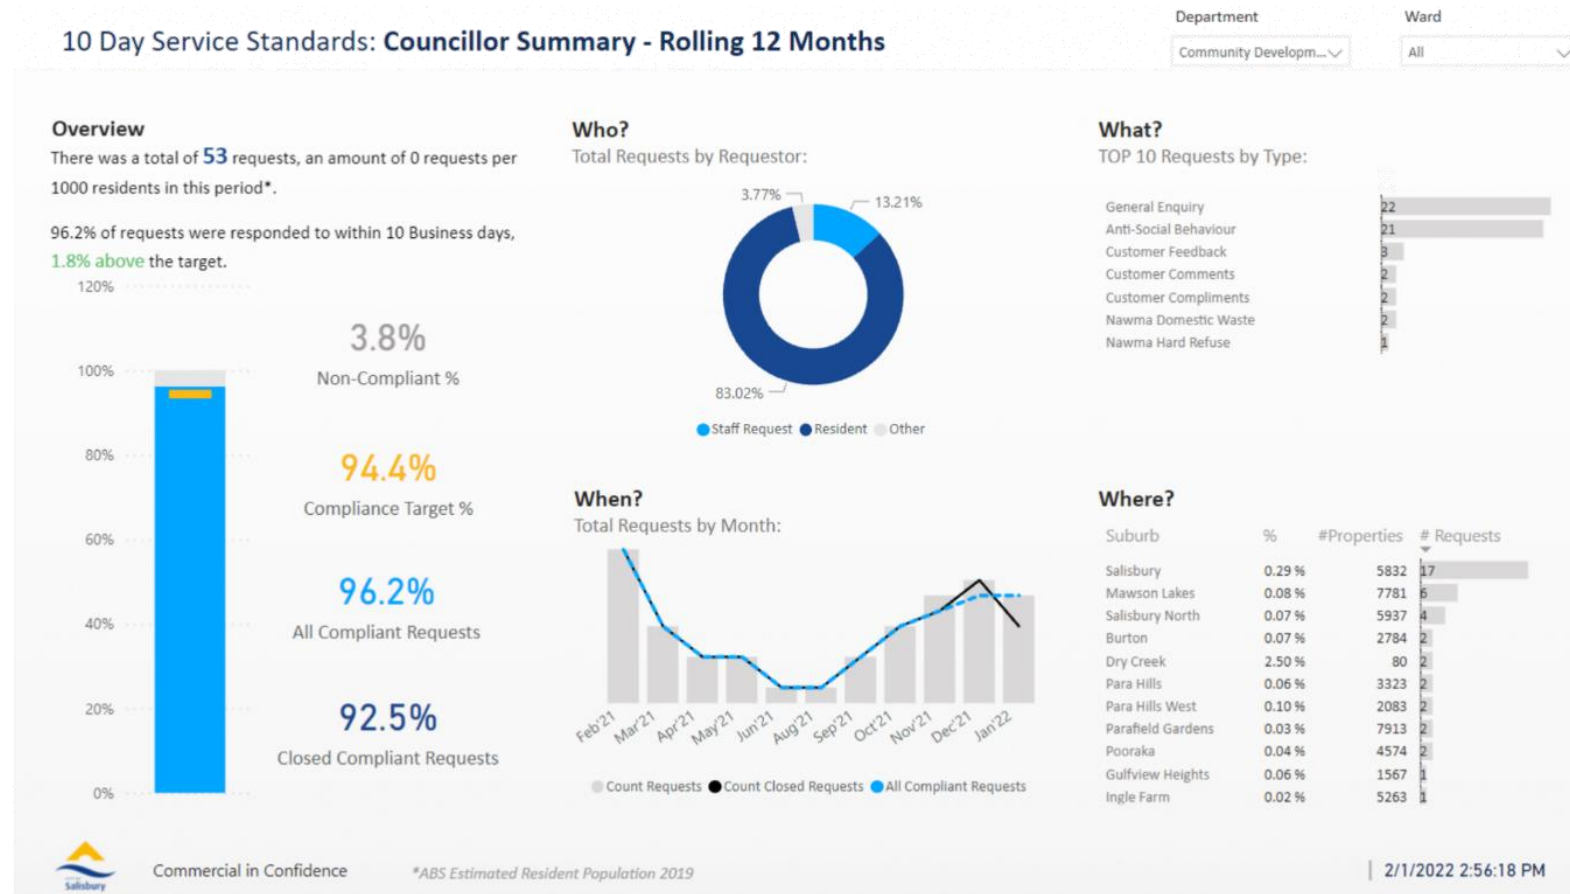 10 Day Service Standards: Councillor Summary - Rolling 12 Months
Department
Ward
Community Developm...
All
Overview
There was a total of 53 requests, an amount of 0 requests per
1000 residents in this period*.
96.2% of requests were responded to within 10 Business days,
1.8% above the target.
120%
100%
80%
60%
40%
20%
0%
3.8%
Non-Compliant %
94.4%
Compliance Target %
96.2%
All Compliant Requests
92.5%
Closed Compliant Requests
Who?
Total Requests by Requestor:
3.77%
13.21%
83.02%
Staff Request Resident Other
What?
TOP 10 Requests by Type:
General Enquiry 22
Anti-Social Behaviour 21
Customer Feedback 3
Customer Comments 2
Customer Compliments 2
Nawma Domestic Waste 2
Nawma Hard Refuse 1
When?
Total Requests by Month:
Feb'21 Mar'21 Apr'21 May'21 Jun'21 Aug'21 Sep'21 Oct'21 Nov'21 Dec'21 Jan'22
Count Requests Count Closed Requests All Compliant Requests
Where?
Suburb % #Properties # Requests
Salisbury 0.29 % 5832 17
Mawson Lakes 0.08 % 7781 6
Salisbury North 0.07 % 5937 4
Burton 0.07 % 2784 2
Dry Creek 2.50 % 80 2
Para Hills 0.06 % 3323 2
Para Hills West 0.10 % 2083 2
Parafield Gardens 0.03 % 7913 2
Pooraka 0.04 % 4574 2
Gulfview Heights 0.06 % 1567 1
Ingle Farm 0.02 % 5263 1
Salisbury
Commercial in Confidence
*ABS Estimated Resident Population 2019
2/1/2022 2:56:18 PM